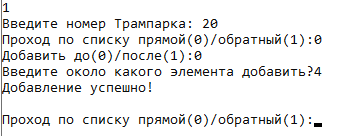 1
Введите номер Трампарка: 20
Проход по списку прямой(0)/обратный(1):0
Добавить до(0)/после(1):0
Введите около какого элемента добавить?4
Добавление успешно!
Проход по списку прямой(0)/обратный(1):